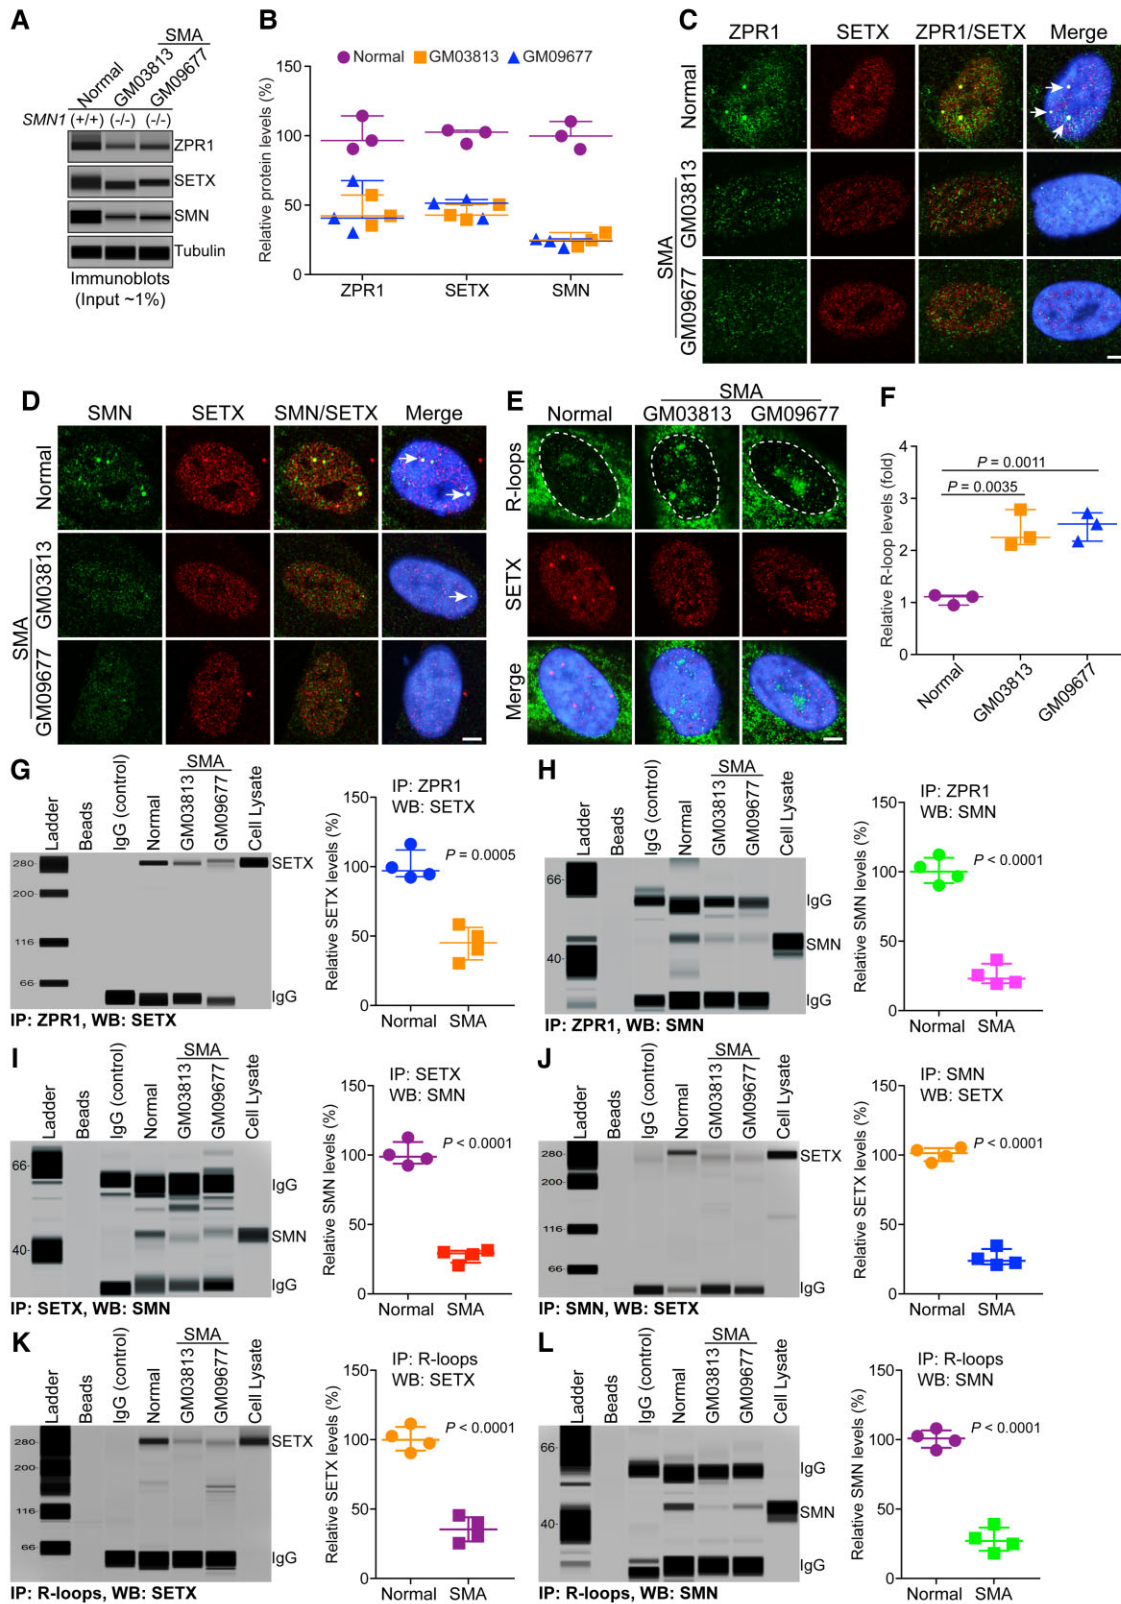 A
SMA
Normal
GM03813
GM09677
SMN1 (+/+) (-/-) (-/-)
ZPR1
SETX
SMN
Tubulin
Immunoblots
(Input ~1%)
B
Normal GM03813 GM09677
Relative protein levels (%)
150
100
50
0
ZPR1 SETX SMN
C
ZPR1 SETX ZPR1/SETX Merge
Normal
SMA
GM03813
GM09677
D
SMN SETX SMN/SETX Merge
Normal
SMA
GM03813
GM09677
E
SMA
Normal GM03813 GM09677
R-loops
SETX
Merge
F
Relative R-loop levels (fold)
4
3
2
1
0
P = 0.0011
P = 0.0035
Normal
GM03813
GM09677
G
Ladder
Beads
IgG (control)
Normal
SMA
GM03813
GM09677
Cell Lysate
280-
200-
116-
66-
SETX
IgG
IP: ZPR1, WB: SETX
Relative SETX levels (%)
150
100
50
0
IP: ZPR1
WB: SETX
P = 0.0005
Normal SMA
H
Ladder
Beads
IgG (control)
Normal
SMA
GM03813
GM09677
Cell Lysate
66-
40-
IgG
SMN
IgG
IP: ZPR1, WB: SMN
Relative SMN levels (%)
150
100
50
0
IP: ZPR1
WB: SMN
P < 0.0001
Normal SMA
I
Ladder
Beads
IgG (control)
Normal
SMA
GM03813
GM09677
Cell Lysate
66-
40-
IgG
SMN
IgG
IP: SETX, WB: SMN
Relative SMN levels (%)
150
100
50
0
IP: SETX
WB: SMN
P < 0.0001
Normal SMA
J
Ladder
Beads
IgG (control)
Normal
SMA
GM03813
GM09677
Cell Lysate
280-
200-
116-
66-
SETX
IgG
IP: SMN, WB: SETX
Relative SETX levels (%)
150
100
50
0
IP: SMN
WB: SETX
P < 0.0001
Normal SMA
K
Ladder
Beads
IgG (control)
Normal
SMA
GM03813
GM09677
Cell Lysate
280-
200-
116-
66-
SETX
IgG
IP: R-loops, WB: SETX
Relative SETX levels (%)
150
100
50
0
IP: R-loops
WB: SETX
P < 0.0001
Normal SMA
L
Ladder
Beads
IgG (control)
Normal
SMA
GM03813
GM09677
Cell Lysate
66-
40-
IgG
SMN
IgG
IP: R-loops, WB: SMN
Relative SMN levels (%)
150
100
50
0
IP: R-loops
WB: SMN
P < 0.0001
Normal SMA